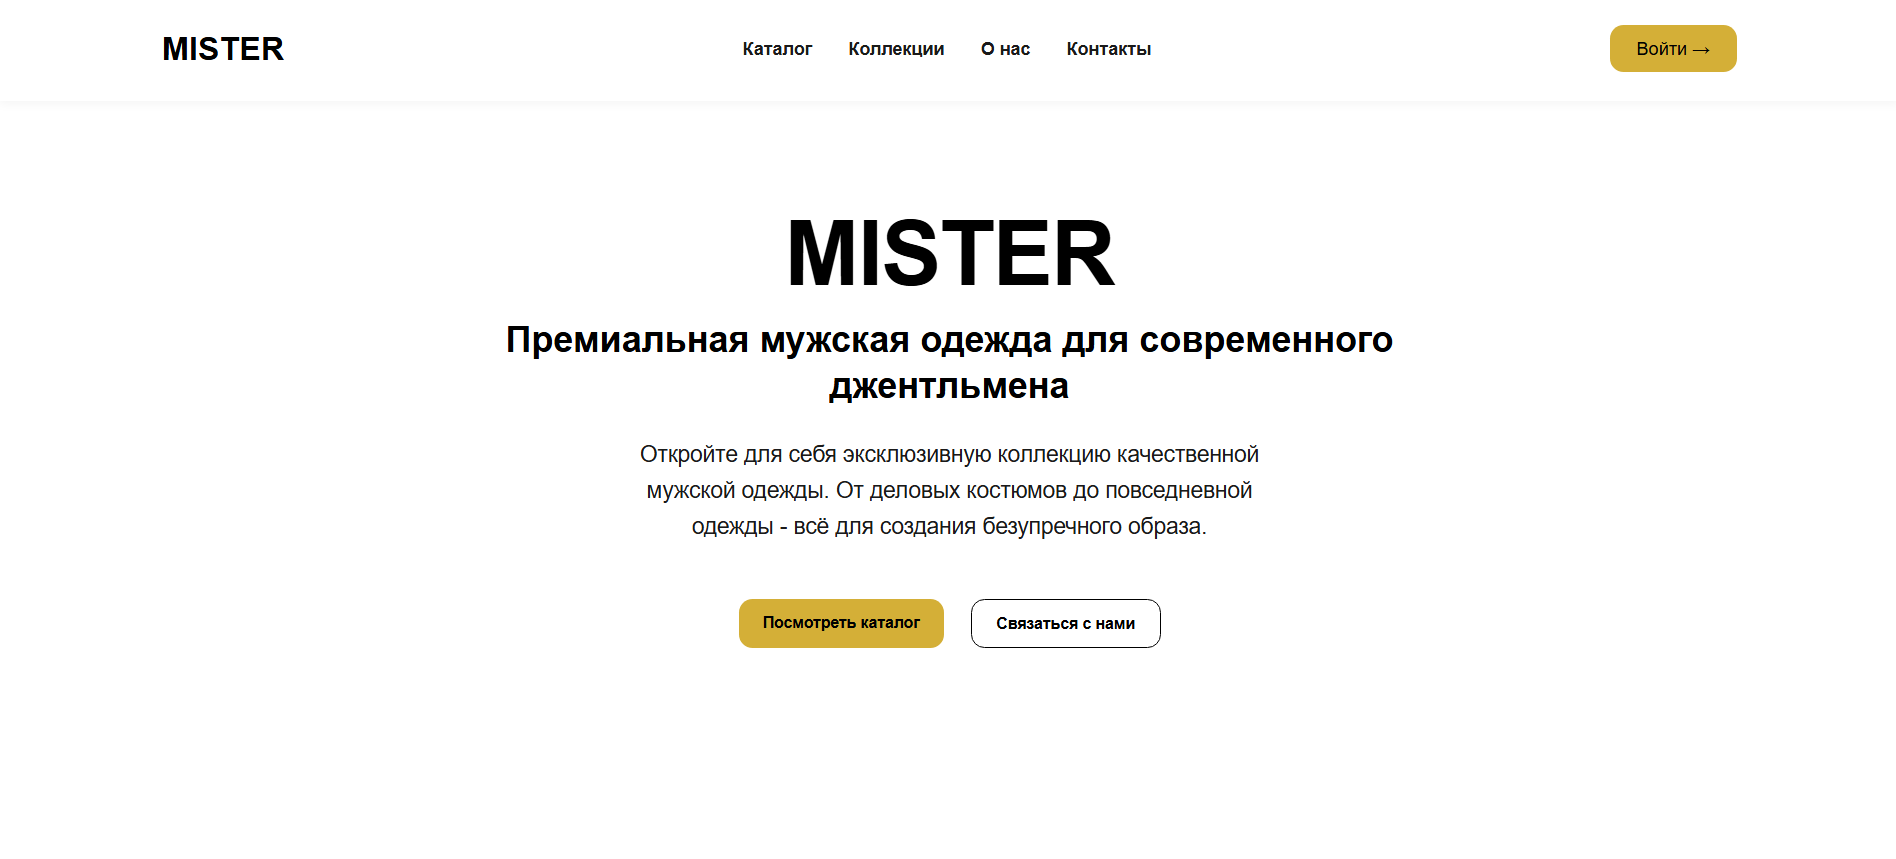 MISTER
Каталог
Коллекции
О нас
Контакты
Войти →
MISTER
Премиальная мужская одежда для современного
джентльмена
Откройте для себя эксклюзивную коллекцию качественной
мужской одежды. От деловых костюмов до повседневной
одежды - всё для создания безупречного образа.
Посмотреть каталог
Связаться с нами